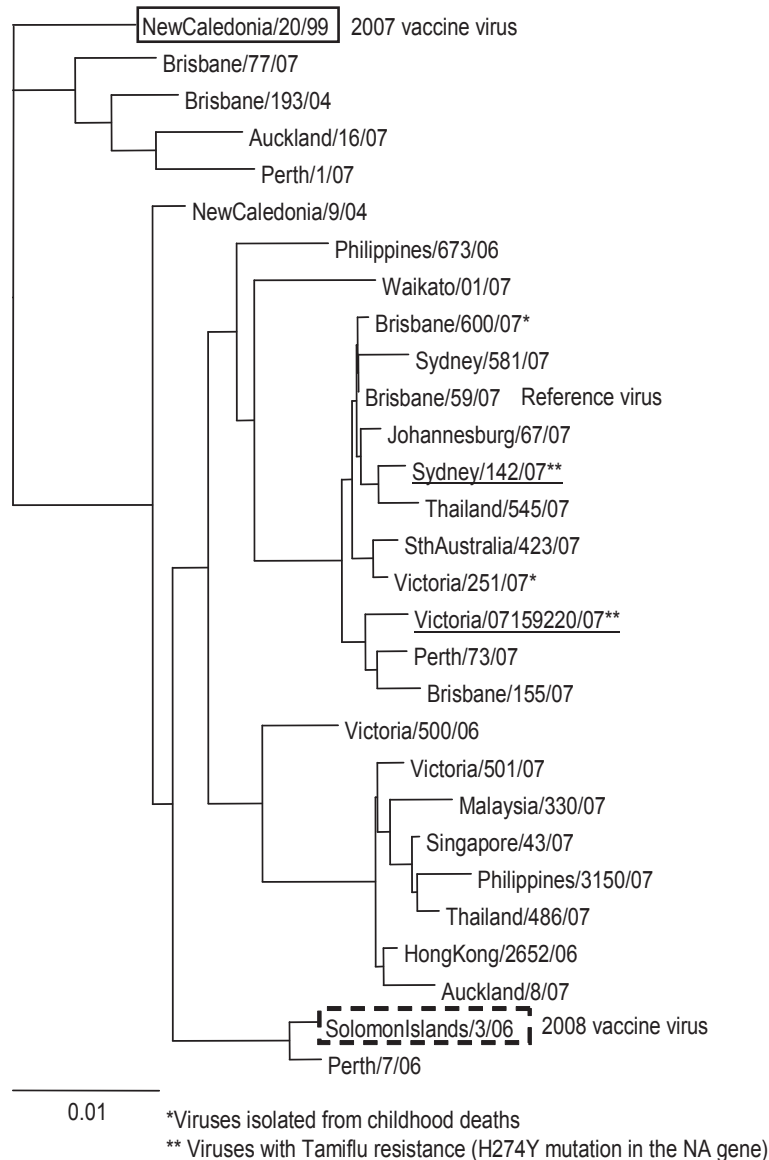 NewCaledonia/20/99 2007 vaccine virus
Brisbane/77/07
Brisbane/193/04
Auckland/16/07
Perth/1/07
NewCaledonia/9/04
Philippines/673/06
Waikato/01/07
Brisbane/600/07*
Sydney/581/07
Brisbane/59/07 Reference virus
Johannesburg/67/07
Sydney/142/07**
Thailand/545/07
SthAustralia/423/07
Victoria/251/07*
Victoria/07159220/07**
Perth/73/07
Brisbane/155/07
Victoria/500/06
Victoria/501/07
Malaysia/330/07
Singapore/43/07
Philippines/3150/07
Thailand/486/07
HongKong/2652/06
Auckland/8/07
SolomonIslands/3/06 2008 vaccine virus
Perth/7/06
0.01
*Viruses isolated from childhood deaths
** Viruses with Tamiflu resistance (H274Y mutation in the NA gene)